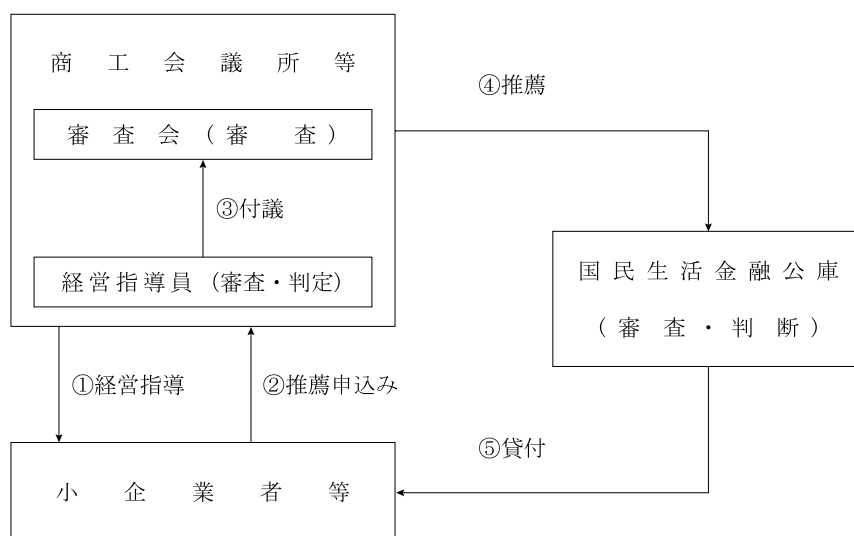 商工会議所等
④推薦
審査会(審査)
③付議
国民生活金融公庫
経営指導員(審査・判定)
(審査・判断)
①経営指導
②推薦申込み
⑤貸付
小企業者等